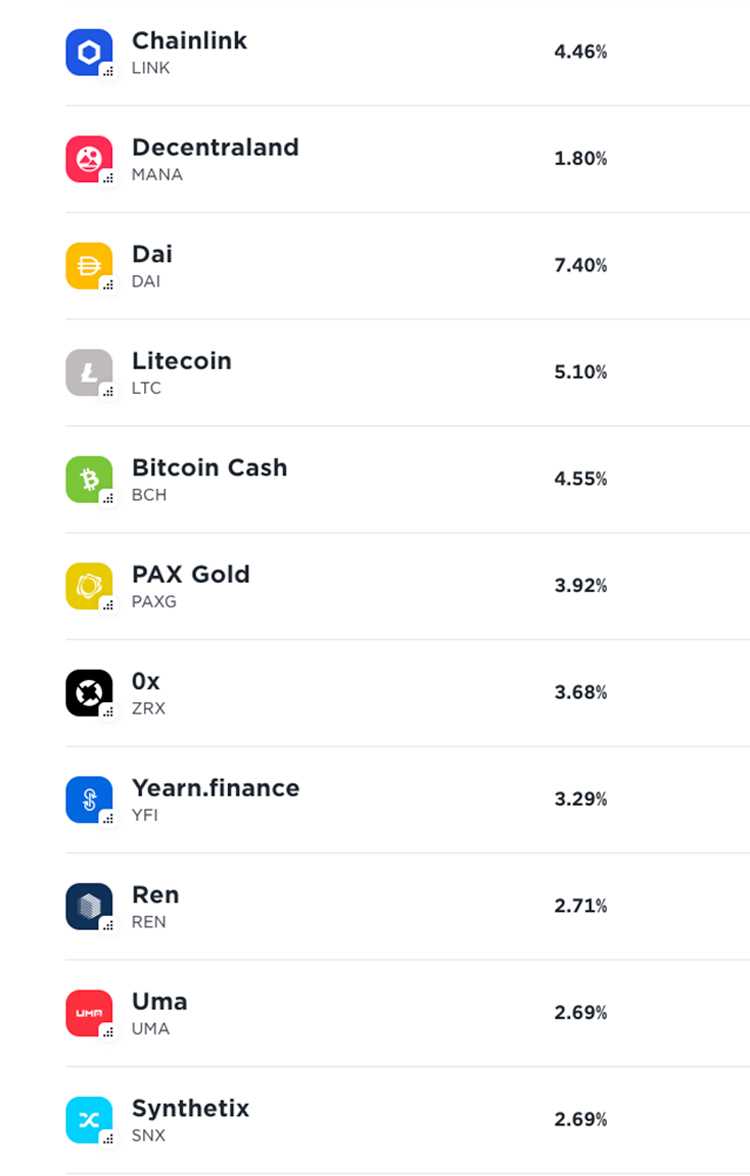 Chainlink
LINK
4.46%
Decentraland
MANA
1.80%
Dai
DAI
7.40%
Litecoin
LTC
5.10%
Bitcoin Cash
BCH
4.55%
PAX Gold
PAXG
3.92%
0x
ZRX
3.68%
Yearn.finance
YFI
3.29%
Ren
REN
2.71%
UMA
Uma
UMA
2.69%
Synthetix
SNX
2.69%